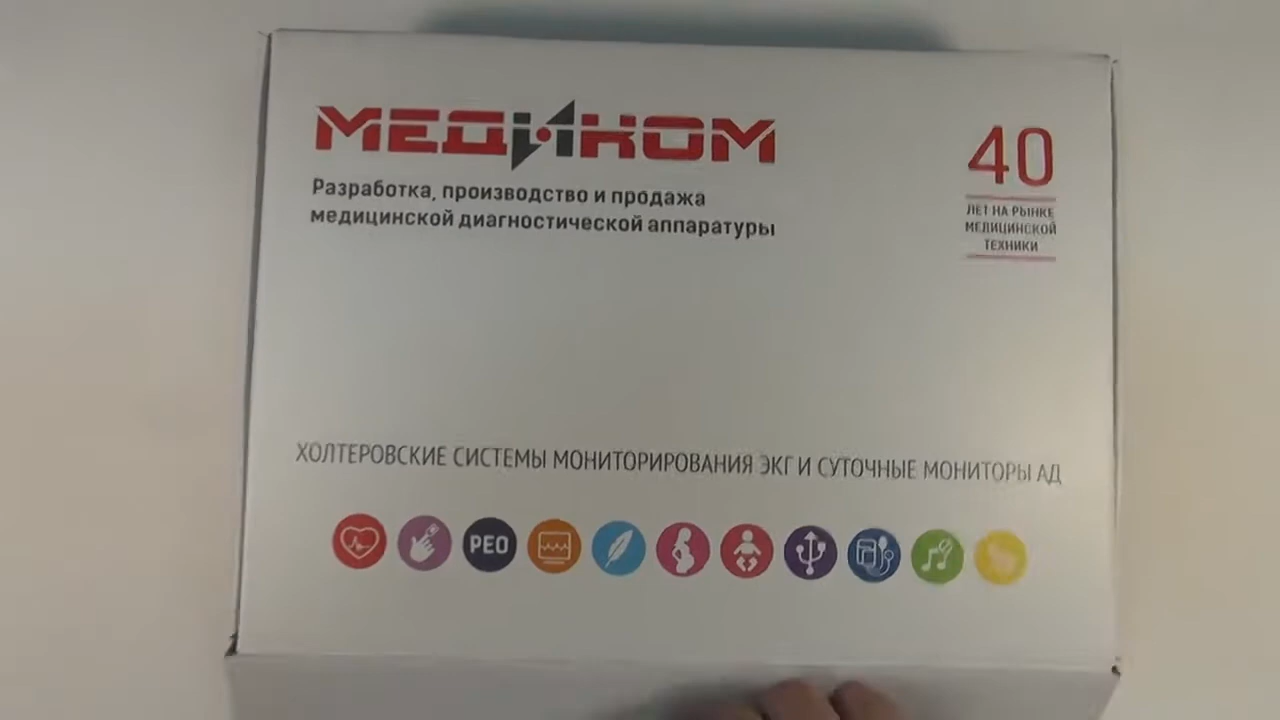 МЕДИКОМ
Разработка, производство и продажа
медицинской диагностической аппаратуры
40
ЛЕТ НА РЫНКЕ
МЕДИЦИНСКОЙ
ТЕХНИКИ
ХОЛТЕРОВСКИЕ СИСТЕМЫ МОНИТОРИРОВАНИЯ ЭКГ И СУТОЧНЫЕ МОНИТОРЫ АД
РЕО